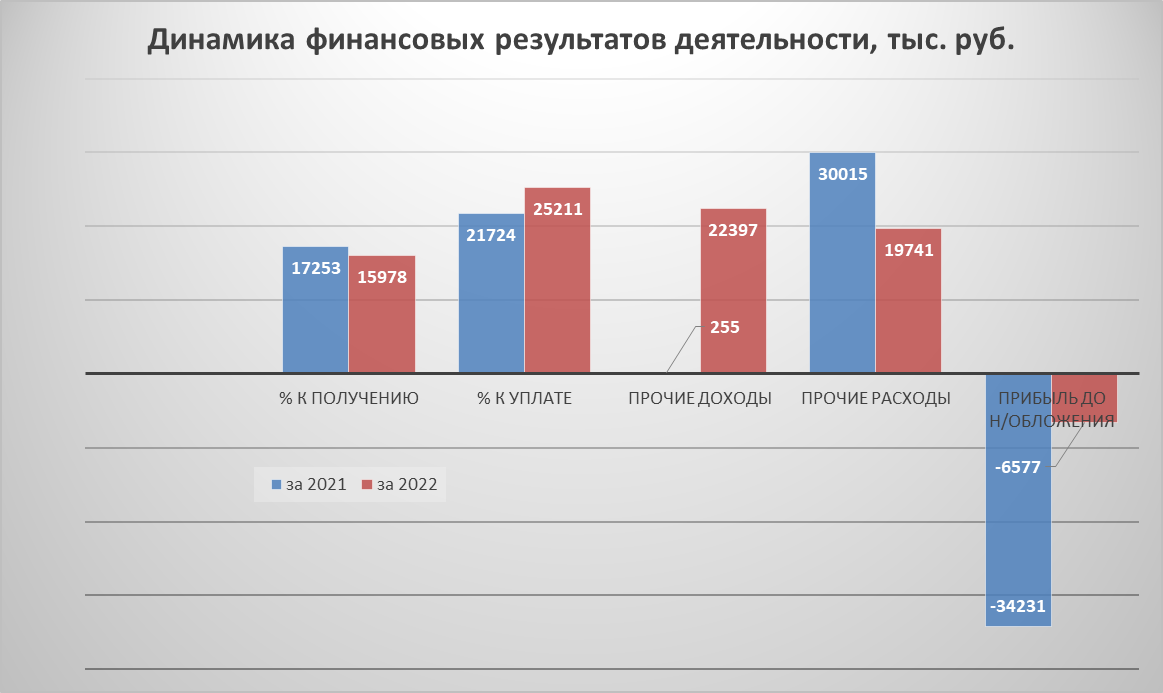 Динамика финансовых результатов деятельности, тыс. руб.
17253
15978
21724
25211
255
22397
30015
19741
% К ПОЛУЧЕНИЮ
% К УПЛАТЕ
ПРОЧИЕ ДОХОДЫ
ПРОЧИЕ РАСХОДЫ
ПРИБЫЛЬ ДО
Н/ОБЛОЖЕНИЯ
-6577
-34231
за 2021
за 2022